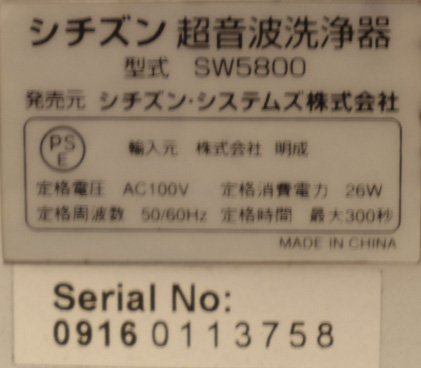 シチズン 超音波洗浄器
型式 SW5800
発売元 シチズン・システムズ株式会社
PS
E
輸入元 株式会社 明成
定格電圧 AC100V 定格消費電力 26W
定格周波数 50/60Hz 定格時間 最大300秒
MADE IN CHINA
Serial No:
0916 0113758